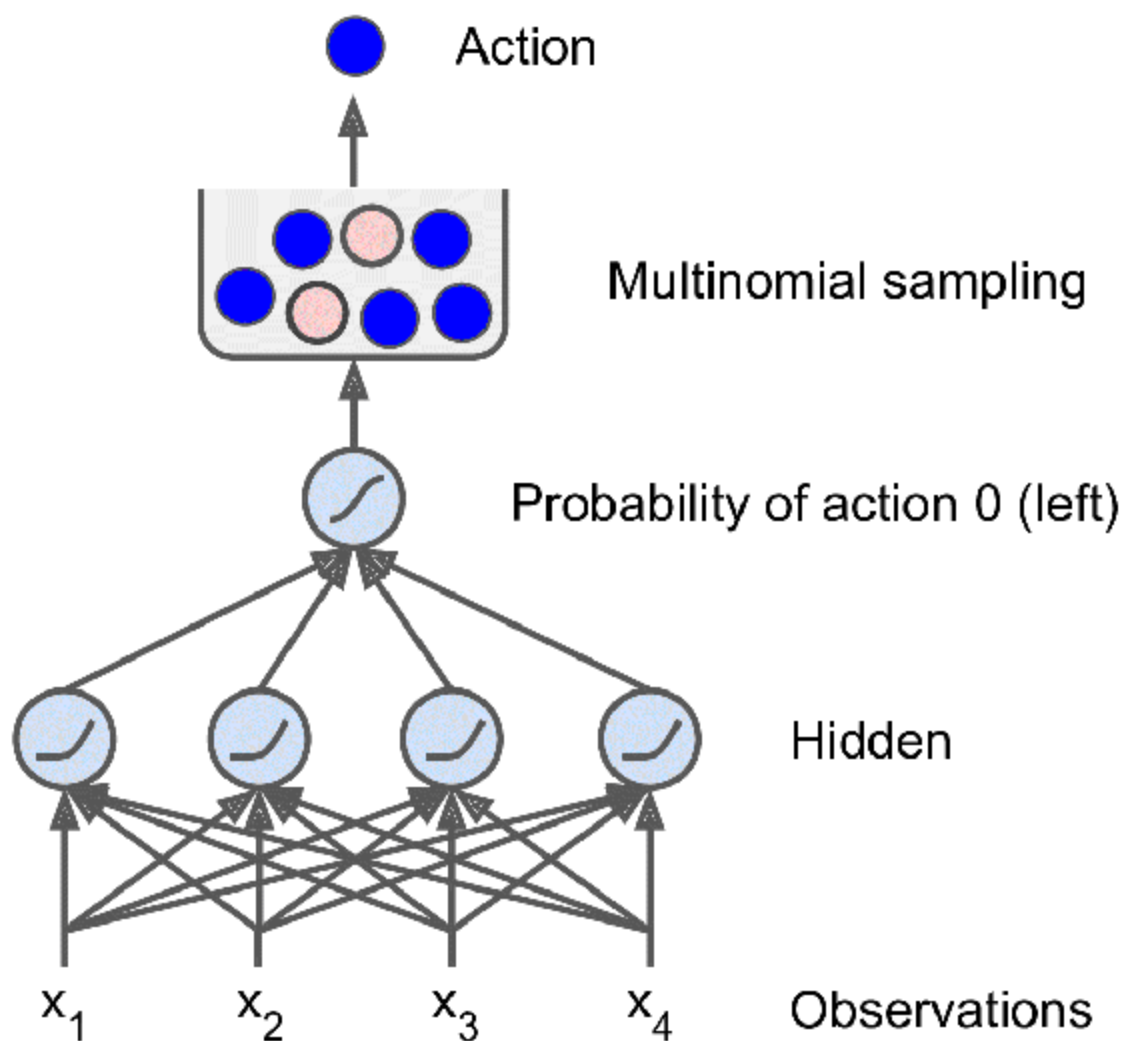 Action
Multinomial sampling
Probability of action 0 (left)
Hidden
x1 x2 x3 x4 Observations